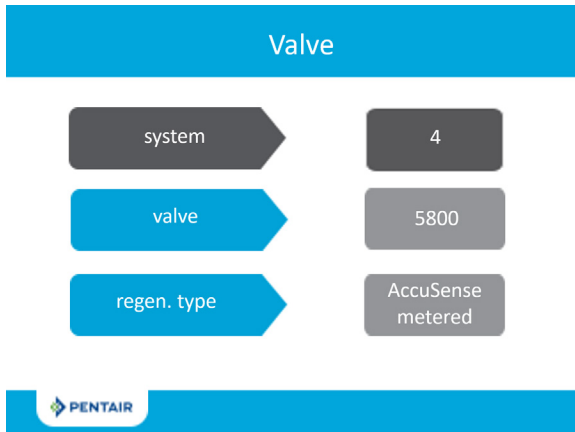 Valve
system
4
valve
5800
regen. type
AccuSense
metered
PENTAIR